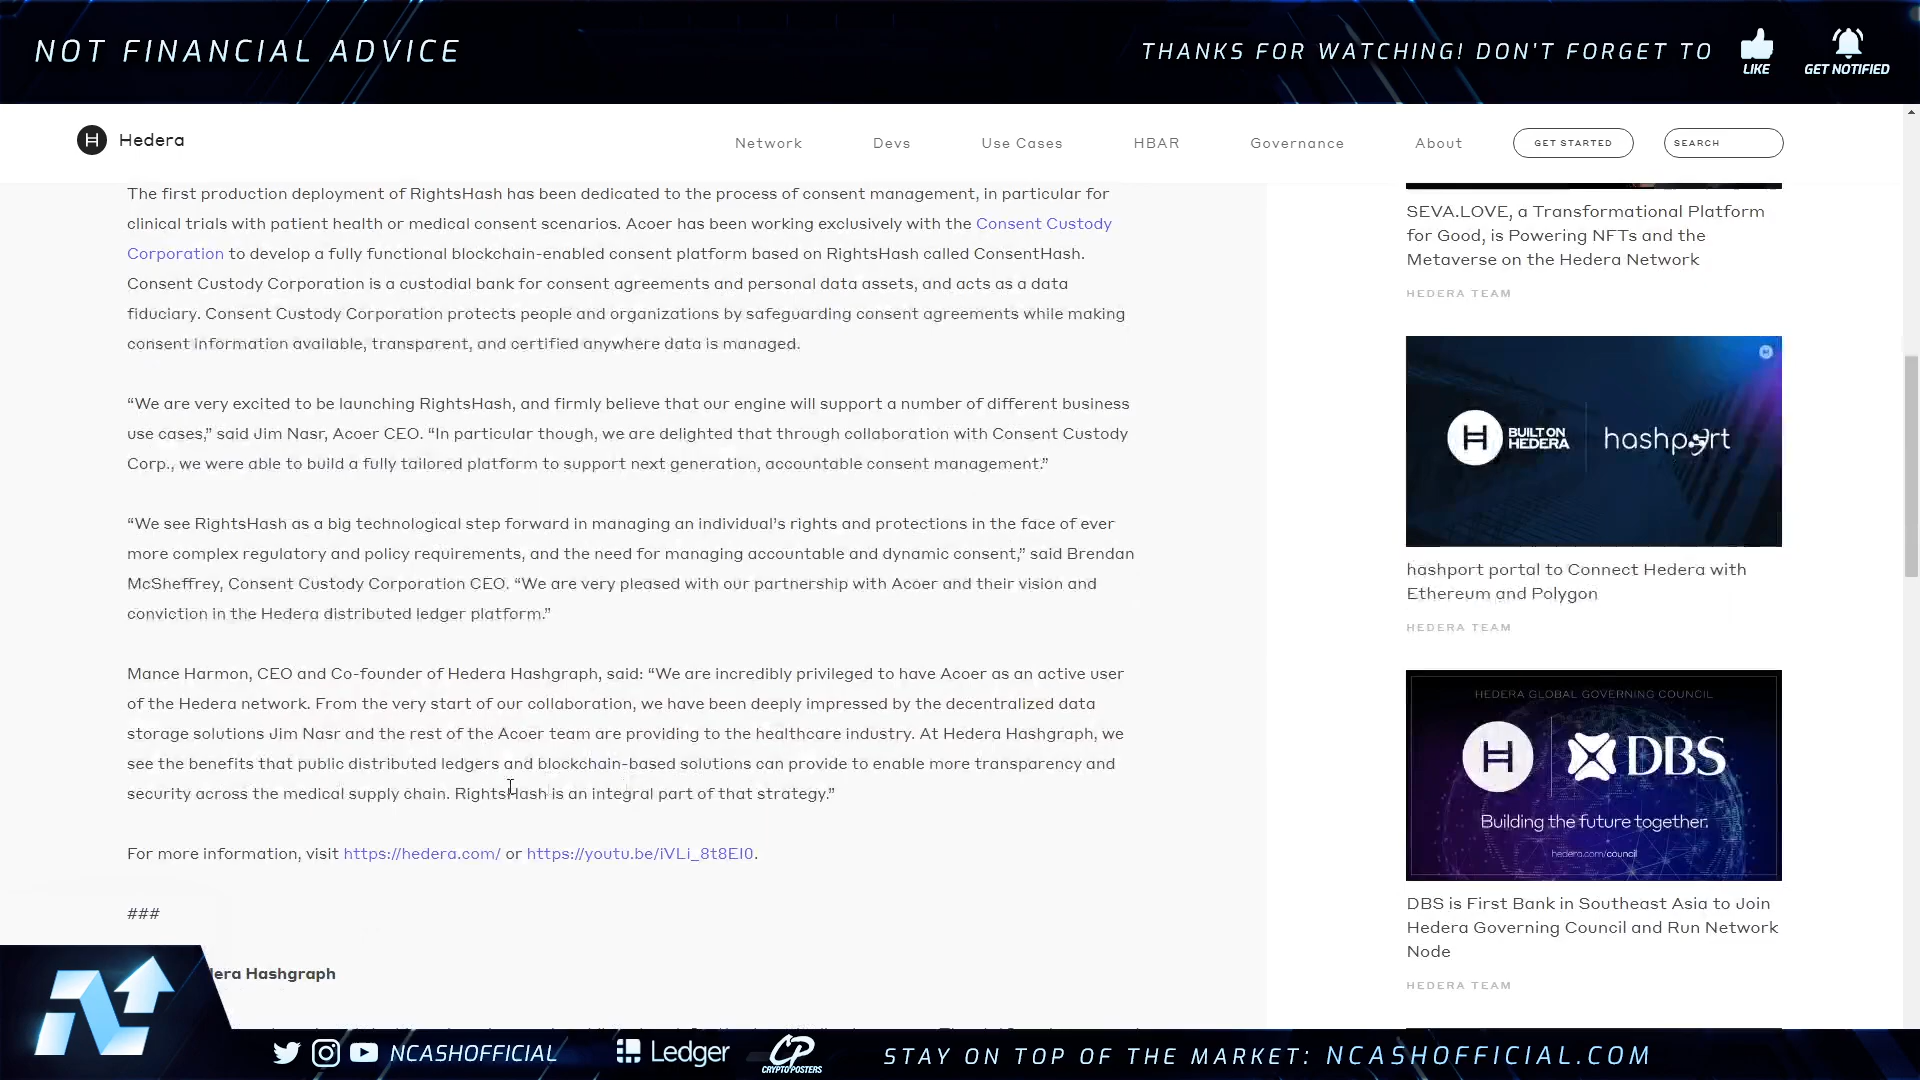 NOT FINANCIAL ADVICE
THANKS FOR WATCHING! DON'T FORGET TO
LIKE
GET NOTIFIED
Hedera
Network
Devs
Use Cases
HBAR
Governance
About
GET STARTED
SEARCH
The first production deployment of RightsHash has been dedicated to the process of consent management, in particular for
clinical trials with patient health or medical consent scenarios. Acoer has been working exclusively with the Consent Custody
Corporation to develop a fully functional blockchain-enabled consent platform based on RightsHash called ConsentHash.
Consent Custody Corporation is a custodial bank for consent agreements and personal data assets, and acts as a data
fiduciary. Consent Custody Corporation protects people and organizations by safeguarding consent agreements while making
consent information available, transparent, and certified anywhere data is managed.
“We are very excited to be launching RightsHash, and firmly believe that our engine will support a number of different business
use cases,” said Jim Nasr, Acoer CEO. “In particular though, we are delighted that through collaboration with Consent Custody
Corp., we were able to build a fully tailored platform to support next generation, accountable consent management.”
“We see RightsHash as a big technological step forward in managing an individual’s rights and protections in the face of ever
more complex regulatory and policy requirements, and the need for managing accountable and dynamic consent,” said Brendan
McSheffrey, Consent Custody Corporation CEO. “We are very pleased with our partnership with Acoer and their vision and
conviction in the Hedera distributed ledger platform.”
Mance Harmon, CEO and Co-founder of Hedera Hashgraph, said: “We are incredibly privileged to have Acoer as an active user
of the Hedera network. From the very start of our collaboration, we have been deeply impressed by the decentralized data
storage solutions Jim Nasr and the rest of the Acoer team are providing to the healthcare industry. At Hedera Hashgraph, we
see the benefits that public distributed ledgers and blockchain-based solutions can provide to enable more transparency and
security across the medical supply chain. RightsHash is an integral part of that strategy.”
For more information, visit https://hedera.com/ or https://youtu.be/iVLi_8t8EI0.
###
dera Hashgraph
SEVA.LOVE, a Transformational Platform
for Good, is Powering NFTs and the
Metaverse on the Hedera Network
HEDERA TEAM
BUILT ON
HEDERA
hashport
hashport portal to Connect Hedera with
Ethereum and Polygon
HEDERA TEAM
HEDERA GLOBAL GOVERNING COUNCIL
DBS
Building the future together.
hedera.com/council
DBS is First Bank in Southeast Asia to Join
Hedera Governing Council and Run Network
Node
HEDERA TEAM
NCASHOFFICIAL
Ledger
CP
CRYPTO POSTERS
STAY ON TOP OF THE MARKET: NCASHOFFICIAL.COM